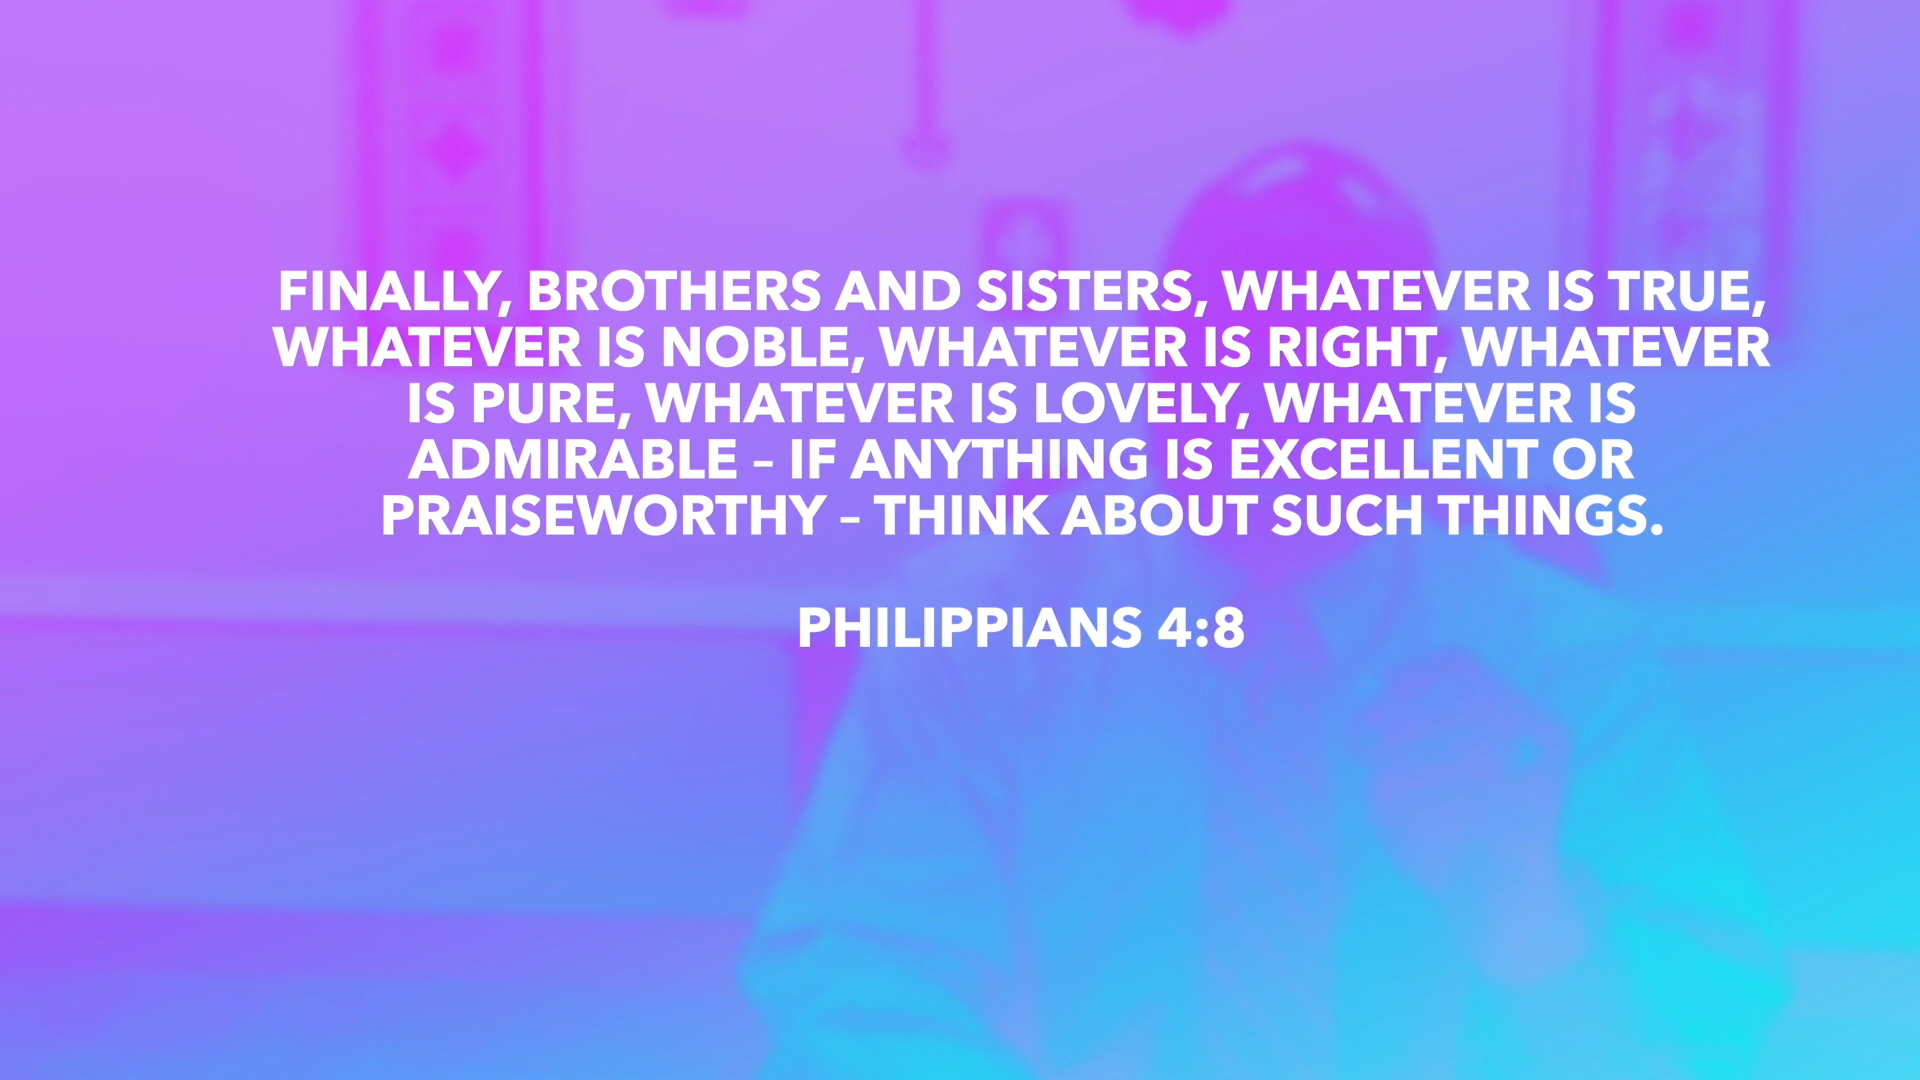 FINALLY, BROTHERS AND SISTERS, WHATEVER IS TRUE,
WHATEVER IS NOBLE, WHATEVER IS RIGHT, WHATEVER
IS PURE, WHATEVER IS LOVELY, WHATEVER IS
ADMIRABLE – IF ANYTHING IS EXCELLENT OR
PRAISEWORTHY – THINK ABOUT SUCH THINGS.
PHILIPPIANS 4:8